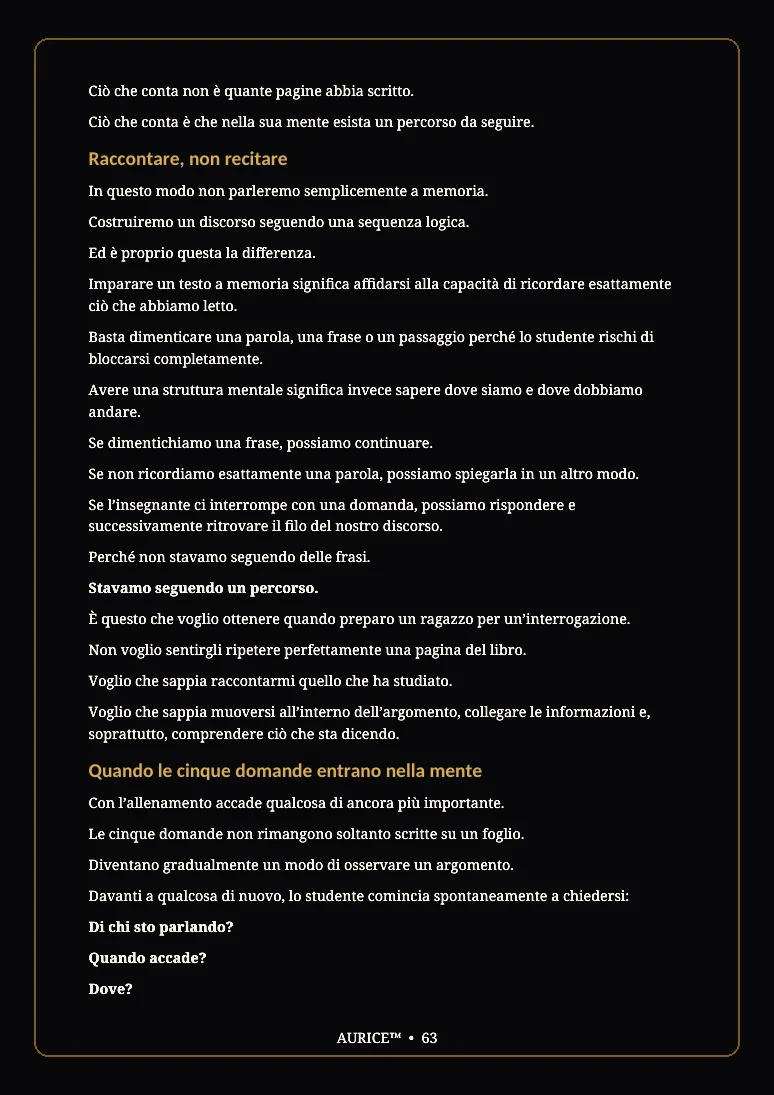 Ciò che conta non è quante pagine abbia scritto.
Ciò che conta è che nella sua mente esista un percorso da seguire.
Raccontare, non recitare
In questo modo non parleremo semplicemente a memoria.
Costruiremo un discorso seguendo una sequenza logica.
Ed è proprio questa la differenza.
Imparare un testo a memoria significa affidarsi alla capacità di ricordare esattamente
ciò che abbiamo letto.
Basta dimenticare una parola, una frase o un passaggio perché lo studente rischi di
bloccarsi completamente.
Avere una struttura mentale significa invece sapere dove siamo e dove dobbiamo
andare.
Se dimentichiamo una frase, possiamo continuare.
Se non ricordiamo esattamente una parola, possiamo spiegarla in un altro modo.
Se l’insegnante ci interrompe con una domanda, possiamo rispondere e
successivamente ritrovare il filo del nostro discorso.
Perché non stavamo seguendo delle frasi.
Stavamo seguendo un percorso.
È questo che voglio ottenere quando preparo un ragazzo per un’interrogazione.
Non voglio sentirgli ripetere perfettamente una pagina del libro.
Voglio che sappia raccontarmi quello che ha studiato.
Voglio che sappia muoversi all’interno dell’argomento, collegare le informazioni e,
soprattutto, comprendere ciò che sta dicendo.
Quando le cinque domande entrano nella mente
Con l’allenamento accade qualcosa di ancora più importante.
Le cinque domande non rimangono soltanto scritte su un foglio.
Diventano gradualmente un modo di osservare un argomento.
Davanti a qualcosa di nuovo, lo studente comincia spontaneamente a chiedersi:
Di chi sto parlando?
Quando accade?
Dove?
AURICE™ • 63